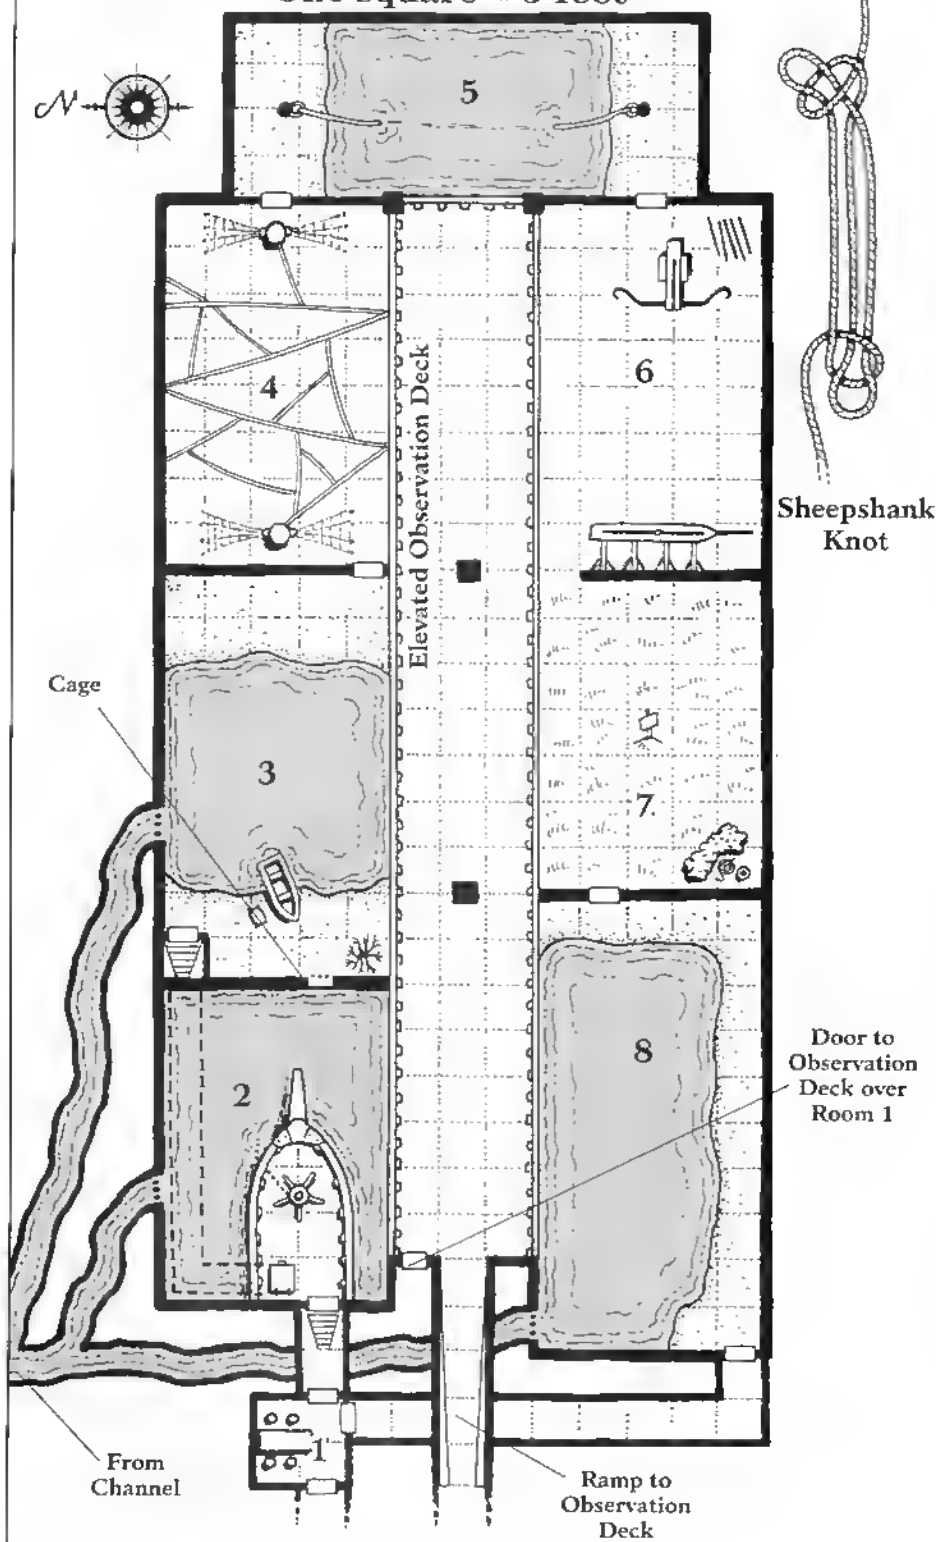 One square = 5 feet
N
5
4
6
Elevated Observation Deck
Sheepshank
Knot
Cage
3
7
2
8
Door to
Observation
Deck over
Room 1
1
From
Channel
Ramp to
Observation
Deck